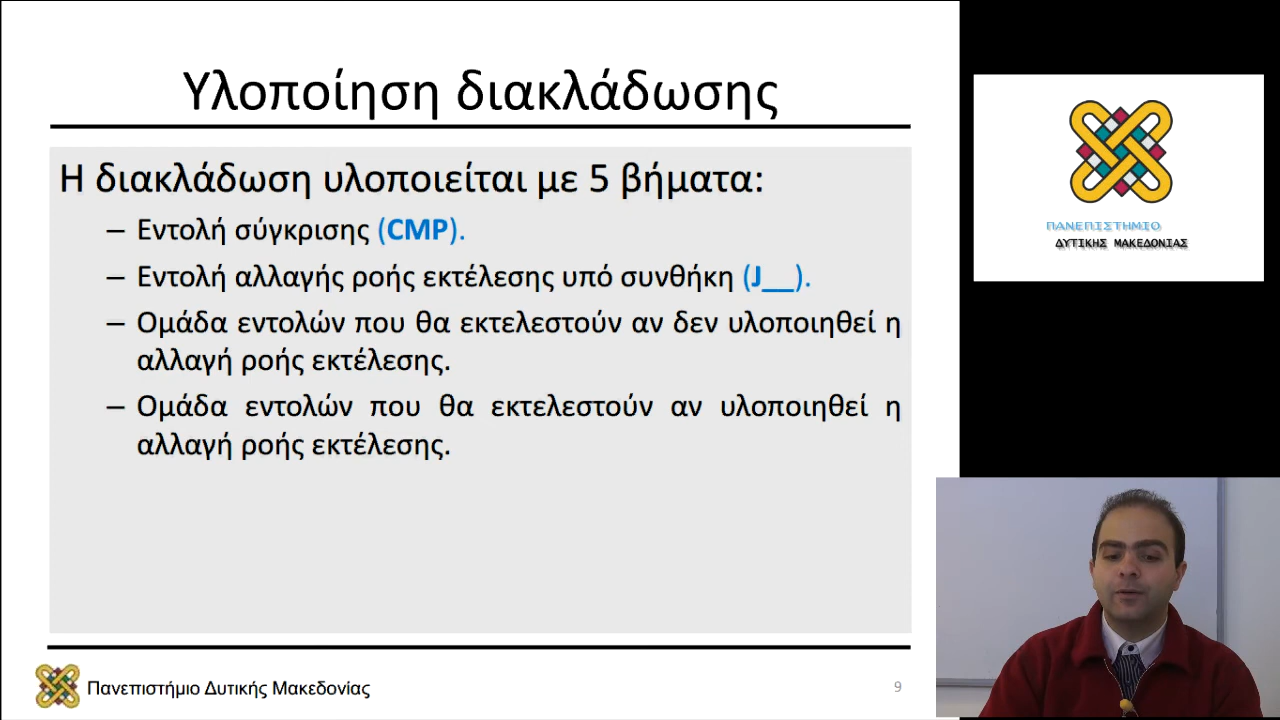 Υλοποίηση διακλάδωσης
Η διακλάδωση υλοποιείται με 5 βήματα:
– Εντολή σύγκρισης (CMP).
– Εντολή αλλαγής ροής εκτέλεσης υπό συνθήκη (J__).
– Ομάδα εντολών που θα εκτελεστούν αν δεν υλοποιηθεί η
αλλαγή ροής εκτέλεσης.
– Ομάδα εντολών που θα εκτελεστούν αν υλοποιηθεί η
αλλαγή ροής εκτέλεσης.
Πανεπιστήμιο Δυτικής Μακεδονίας
9
ΠΑΝΕΠΙΣΤΗΜΙΟ
ΔΥΤΙΚΗΣ ΜΑΚΕΔΟΝΙΑΣ